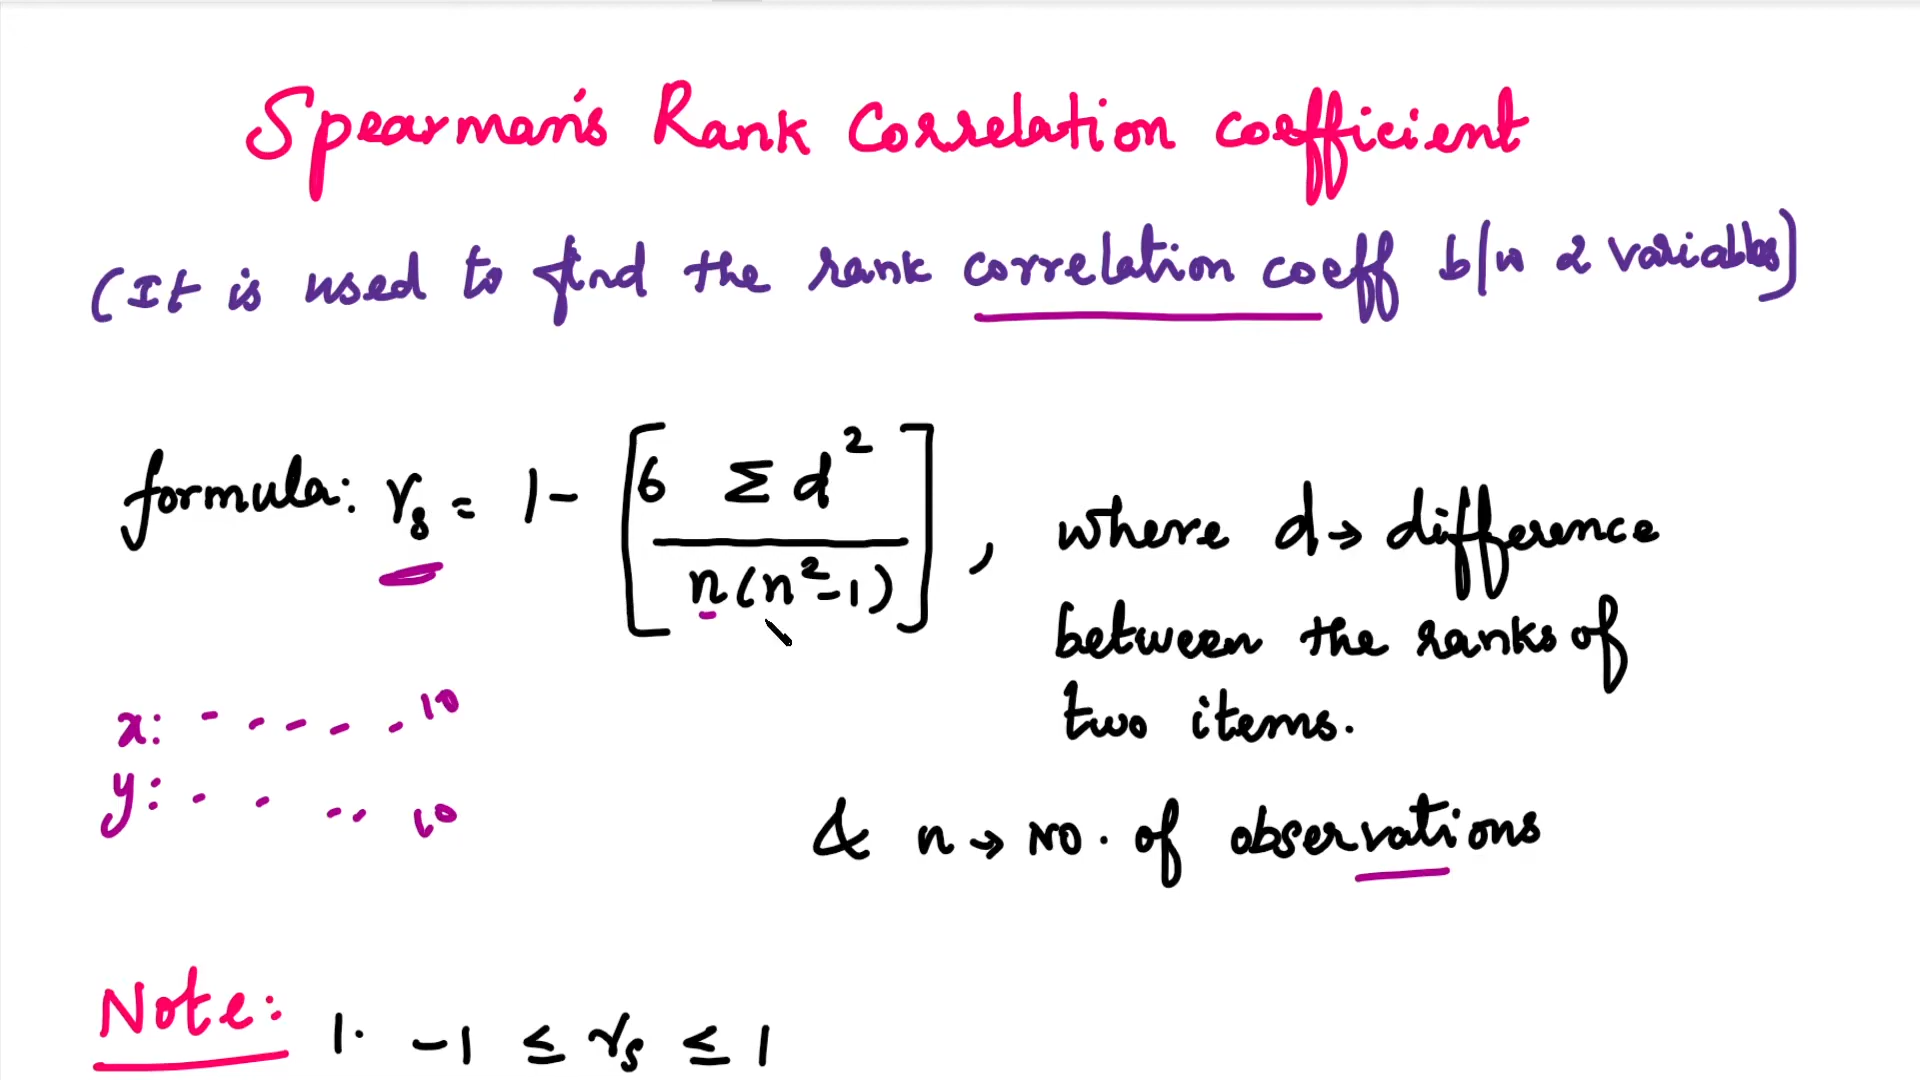 Spearman's Rank Correlation coefficient
(It is used to find the rank correlation coeff b/w 2 variables)
formula: rs = 1 - [6 Σd² / n(n²-1)], where d → difference
between the ranks of
two items.
x: - - - - - 10
y: - - - - 10
& n → NO. of observations
Note: 1. -1 ≤ rs ≤ 1